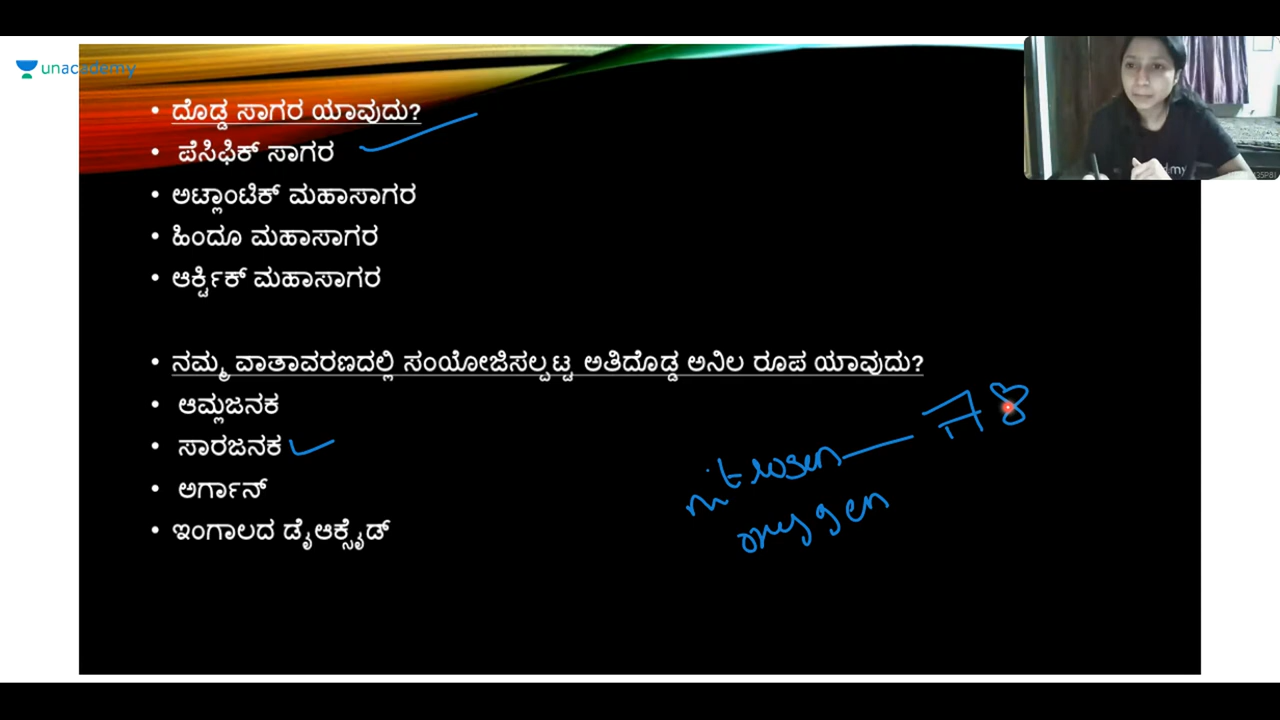 unacademy
• ದೊಡ್ಡ ಸಾಗರ ಯಾವುದು?
• ಪೆಸಿಫಿಕ್ ಸಾಗರ
• ಅಟ್ಲಾಂಟಿಕ್ ಮಹಾಸಾಗರ
• ಹಿಂದೂ ಮಹಾಸಾಗರ
• ಆರ್ಕ್ಟಿಕ್ ಮಹಾಸಾಗರ
• ನಮ್ಮ ವಾತಾವರಣದಲ್ಲಿ ಸಂಯೋಜಿಸಲ್ಪಟ್ಟ ಅತಿದೊಡ್ಡ ಅನಿಲ ರೂಪ ಯಾವುದು?
• ಆಮ್ಲಜನಕ
• ಸಾರಜನಕ
• ಅರ್ಗಾನ್
• ಇಂಗಾಲದ ಡೈಆಕ್ಸೈಡ್
nitrogen — 78
oxygen